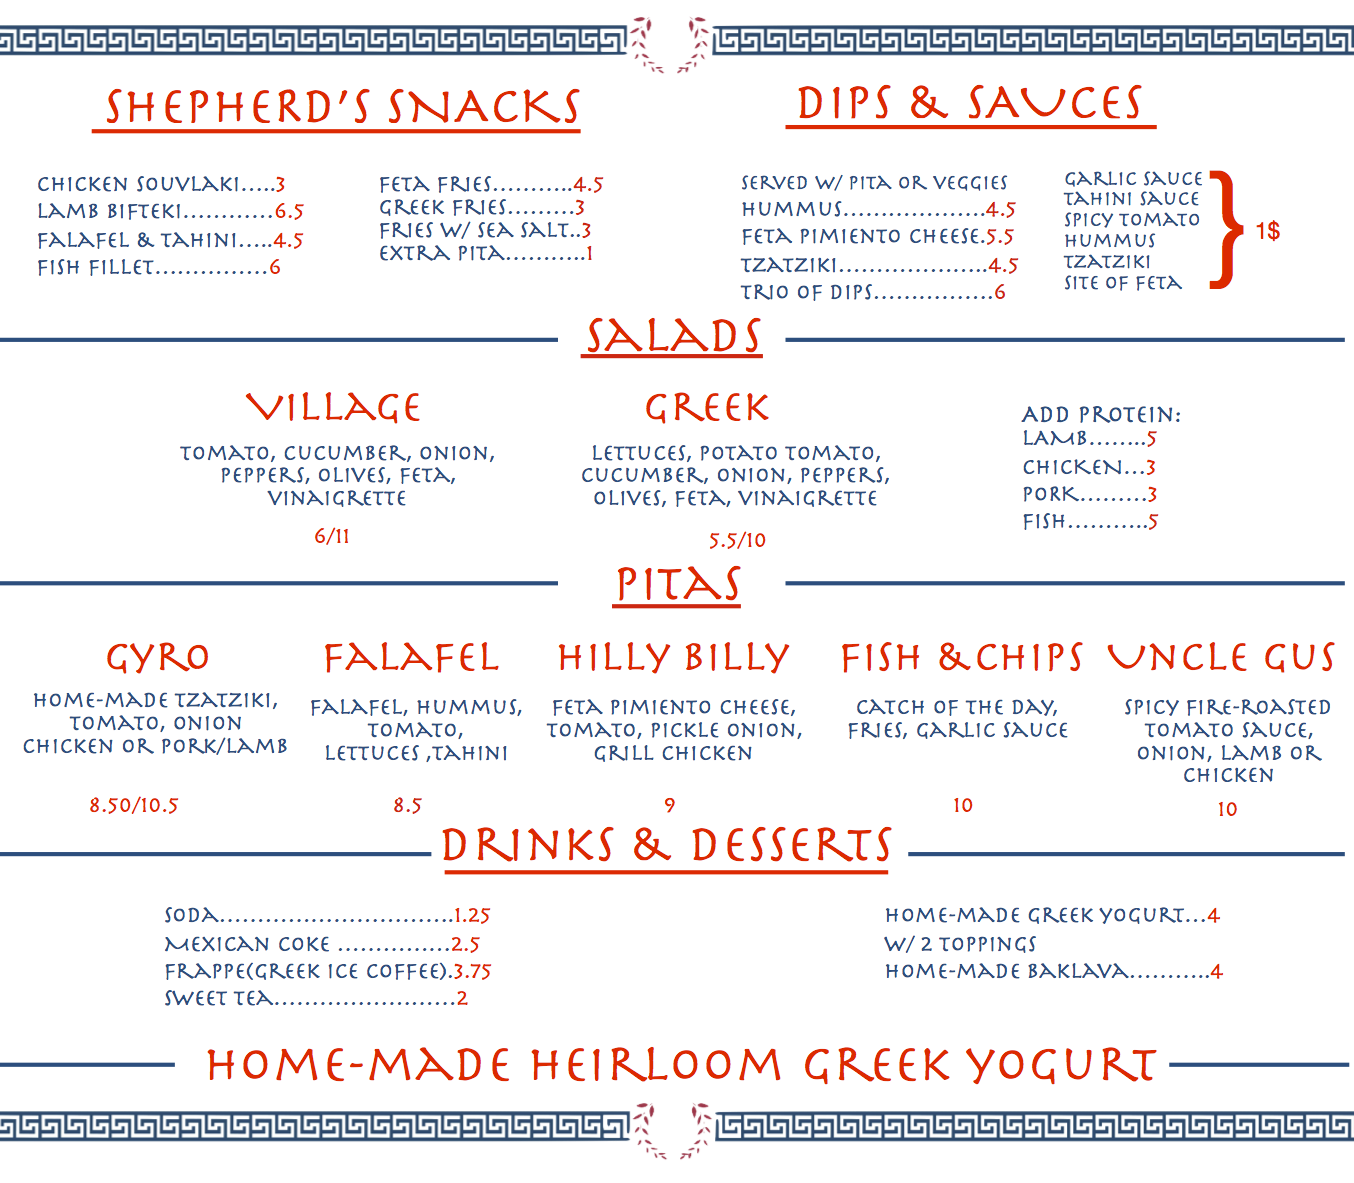 SHEPHERD'S SNACKS
CHICKEN SOUVLAKI.....3
LAMB BIFTEKI............6.5
FALAFEL & TAHINI.....4.5
FISH FILLET...............6
FETA FRIES...........4.5
GREEK FRIES.........3
FRIES W/ SEA SALT..3
EXTRA PITA...........1
DIPS & SAUCES
SERVED W/ PITA OR VEGGIES
HUMMUS...................4.5
FETA PIMIENTO CHEESE.5.5
TZATZIKI....................4.5
TRIO OF DIPS................6
GARLIC SAUCE
TAHINI SAUCE
SPICY TOMATO
HUMMUS
TZATZIKI
SITE OF FETA
} 1$
SALADS
VILLAGE
TOMATO, CUCUMBER, ONION,
PEPPERS, OLIVES, FETA,
VINAIGRETTE
6/11
GREEK
LETTUCES, POTATO TOMATO,
CUCUMBER, ONION, PEPPERS,
OLIVES, FETA, VINAIGRETTE
5.5/10
ADD PROTEIN:
LAMB........5
CHICKEN...3
PORK.........3
FISH...........5
PITAS
GYRO
HOME-MADE TZATZIKI,
TOMATO, ONION
CHICKEN OR PORK/LAMB
8.50/10.5
FALAFEL
FALAFEL, HUMMUS,
TOMATO,
LETTUCES ,TAHINI
8.5
HILLY BILLY
FETA PIMIENTO CHEESE,
TOMATO, PICKLE ONION,
GRILL CHICKEN
9
FISH &CHIPS
CATCH OF THE DAY,
FRIES, GARLIC SAUCE
10
UNCLE GUS
SPICY FIRE-ROASTED
TOMATO SAUCE,
ONION, LAMB OR
CHICKEN
10
DRINKS & DESSERTS
SODA...............................1.25
MEXICAN COKE ...............2.5
FRAPPE(GREEK ICE COFFEE).3.75
SWEET TEA........................2
HOME-MADE GREEK YOGURT...4
W/ 2 TOPPINGS
HOME-MADE BAKLAVA...........4
HOME-MADE HEIRLOOM GREEK YOGURT